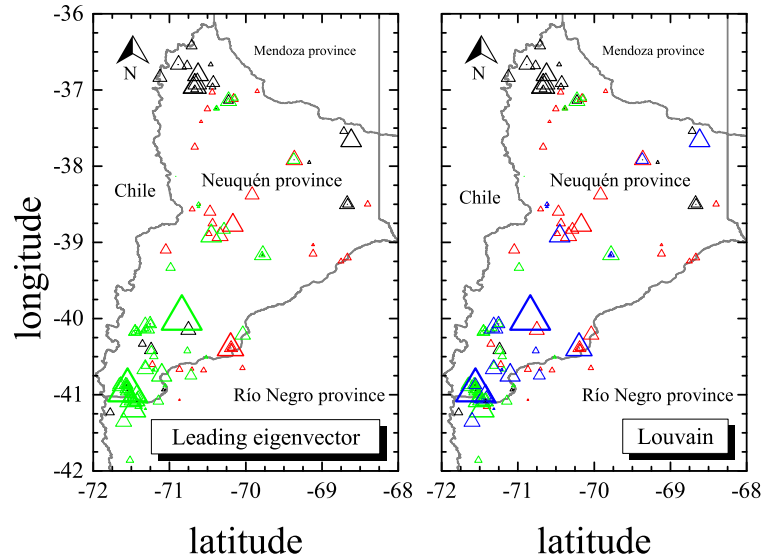 -36
-37
-38
-39
-40
-41
-42
longitude
N
Mendoza province
Chile
Neuquén province
Río Negro province
Leading eigenvector
-72 -71 -70 -69 -68
latitude
N
Mendoza province
Chile
Neuquén province
Río Negro province
Louvain
-72 -71 -70 -69 -68
latitude